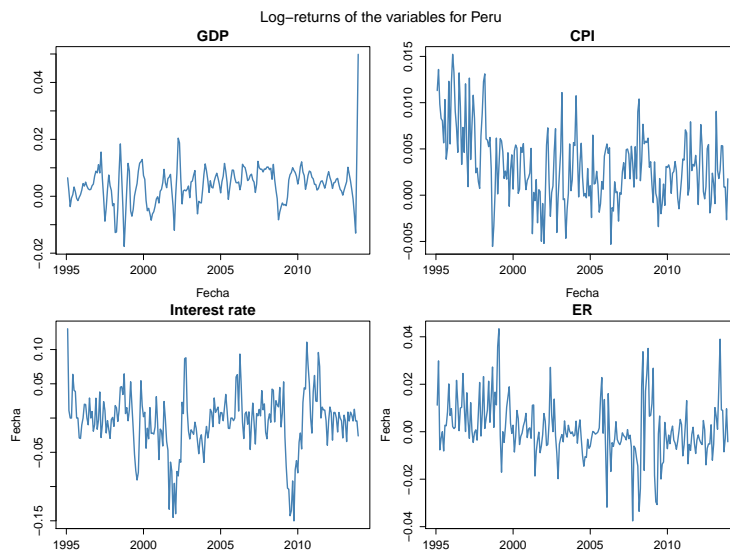 Log−returns of the variables for Peru
GDP
CPI
−0.02 0.00 0.02 0.04
−0.005 0.000 0.005 0.010 0.015
1995 2000 2005 2010
1995 2000 2005 2010
Fecha
Fecha
Interest rate
ER
Fecha
−0.15 −0.05 0.05 0.10
Fecha
−0.04 −0.02 0.00 0.02 0.04
1995 2000 2005 2010
1995 2000 2005 2010